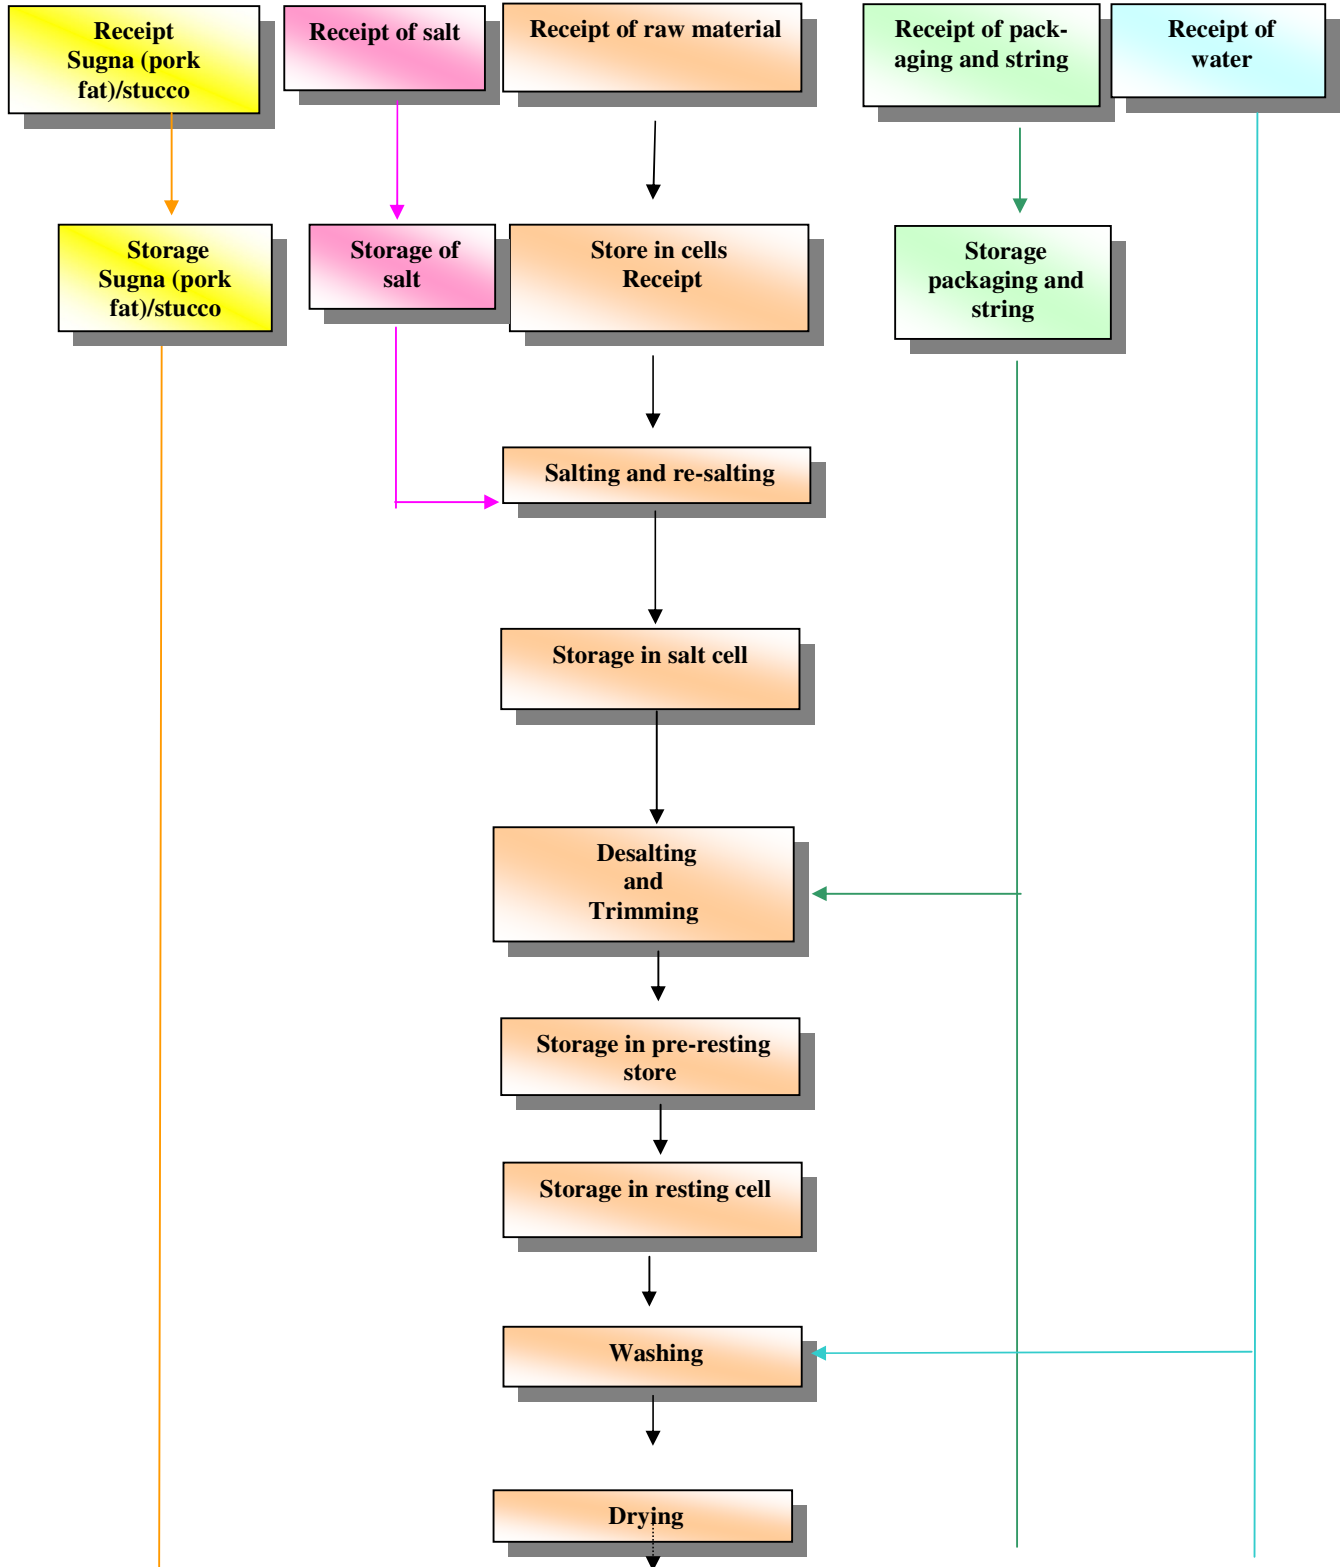 Receipt
Sugna (pork
fat)/stucco
Receipt of salt
Receipt of raw material
Receipt of pack-
aging and string
Receipt of
water
Storage
Sugna (pork
fat)/stucco
Storage of
salt
Store in cells
Receipt
Storage
packaging and
string
Salting and re-salting
Storage in salt cell
Desalting
and
Trimming
Storage in pre-resting
store
Storage in resting cell
Washing
Drying